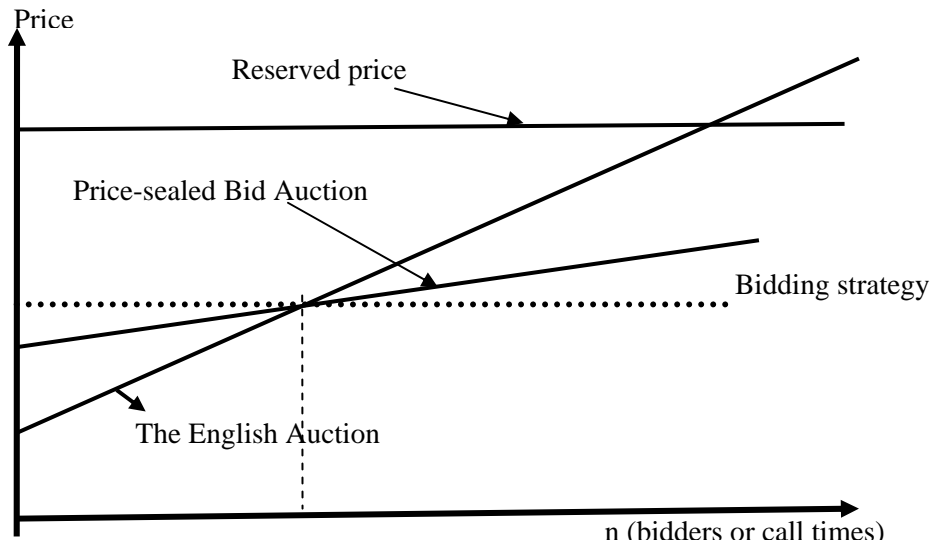 Price
Reserved price
Price-sealed Bid Auction
Bidding strategy
The English Auction
n (bidders or call times)